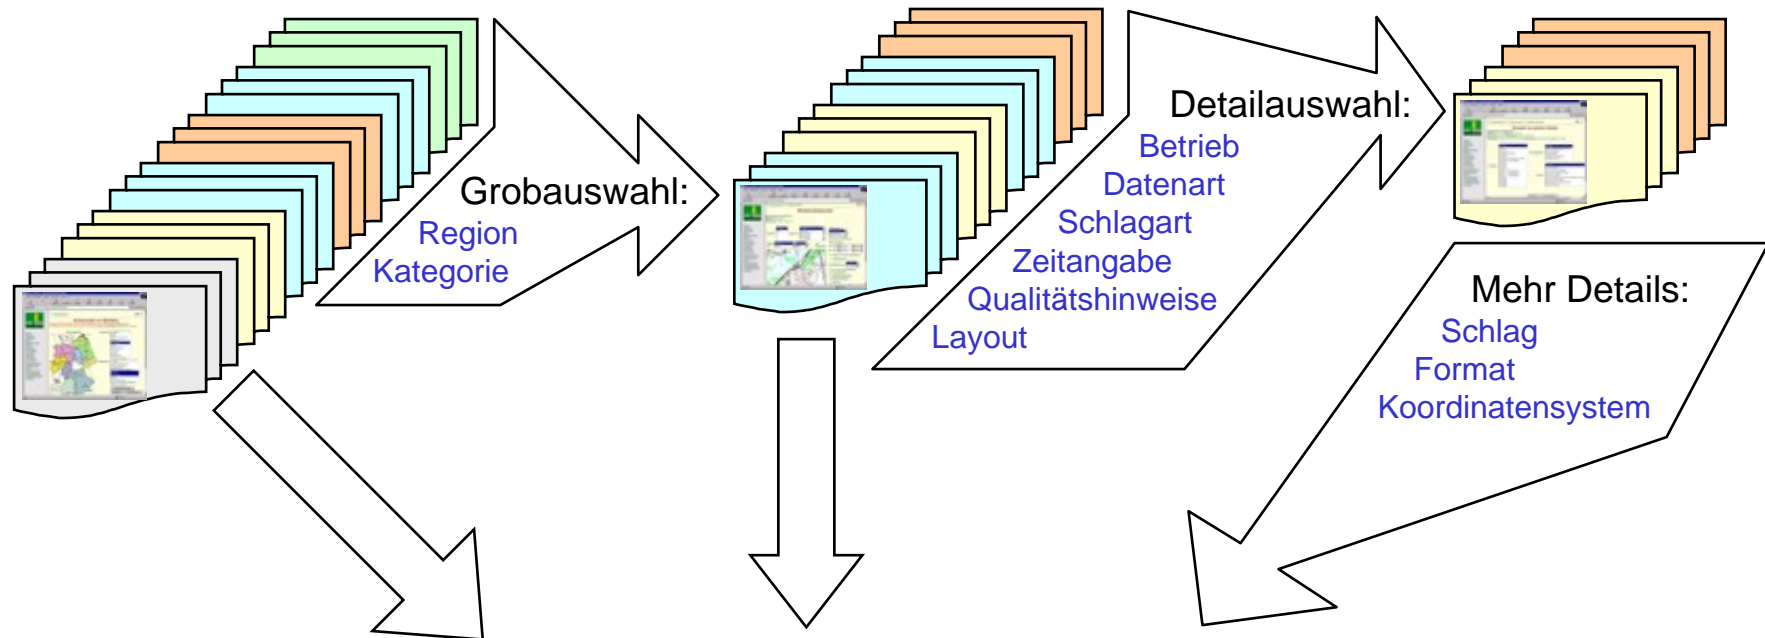 Grobauswahl:
Region
Kategorie
Detailauswahl:
Betrieb
Datenart
Schlagart
Zeitangabe
Qualitätshinweise
Layout
Mehr Details:
Schlag
Format
Koordinatensystem